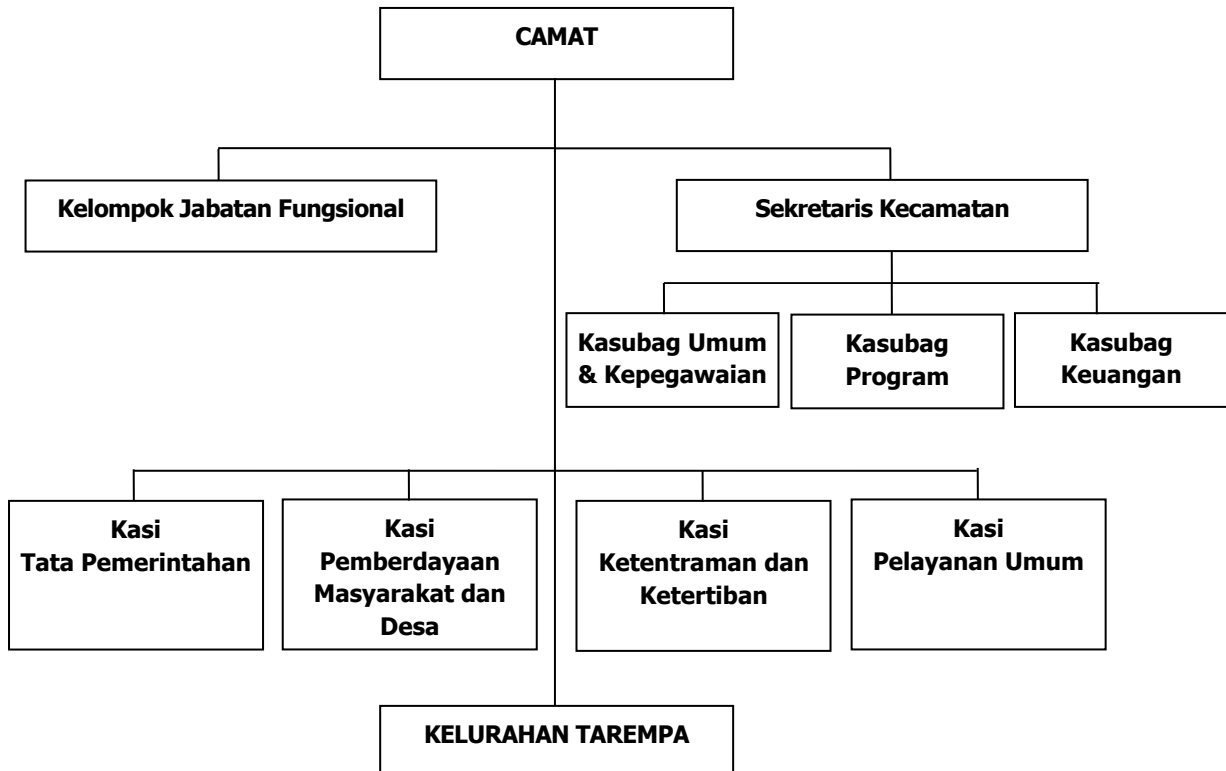 CAMAT
Kelompok Jabatan Fungsional
Sekretaris Kecamatan
Kasubag Umum
& Kepegawaian
Kasubag
Program
Kasubag
Keuangan
Kasi
Tata Pemerintahan
Kasi
Pemberdayaan
Masyarakat dan
Desa
Kasi
Ketentraman dan
Ketertiban
Kasi
Pelayanan Umum
KELURAHAN TAREMPA